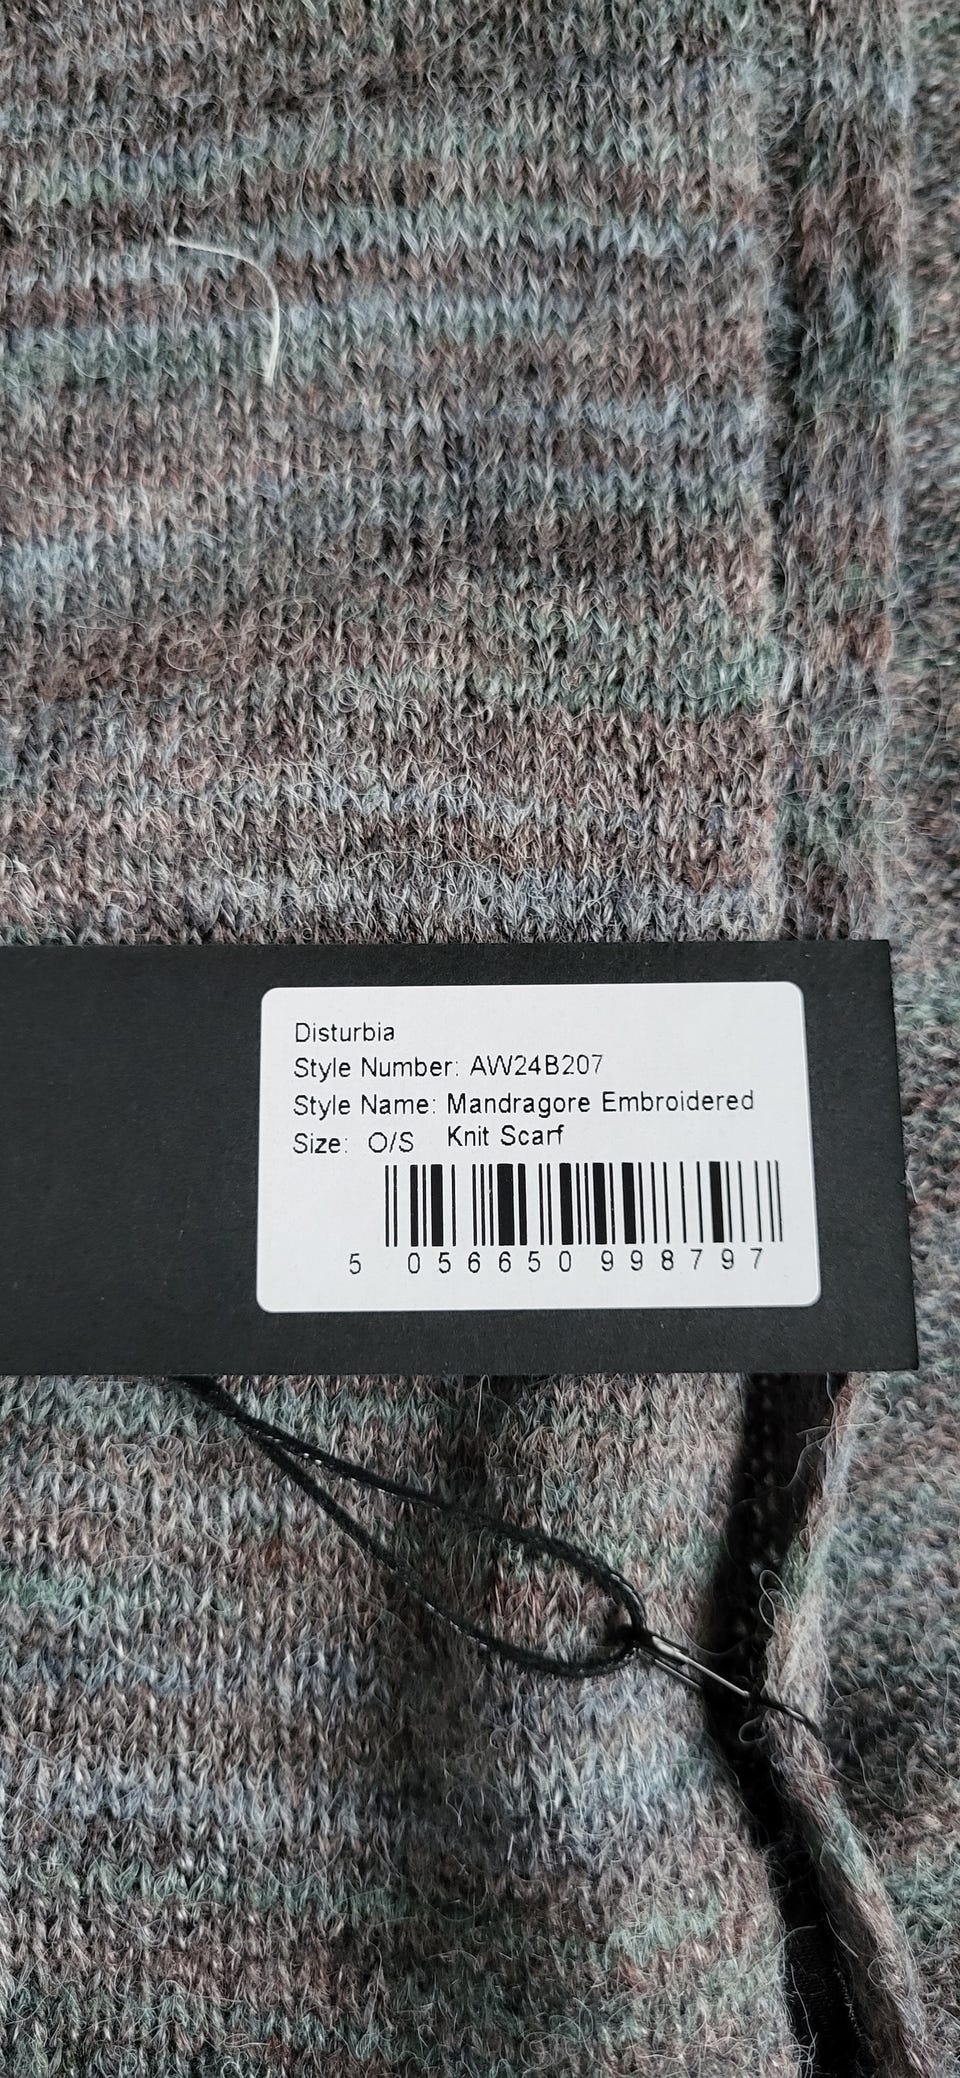 Disturbia
Style Number: AW24B207
Style Name: Mandragore Embroidered
Knit Scarf
Size: O/S
5 056650 998797